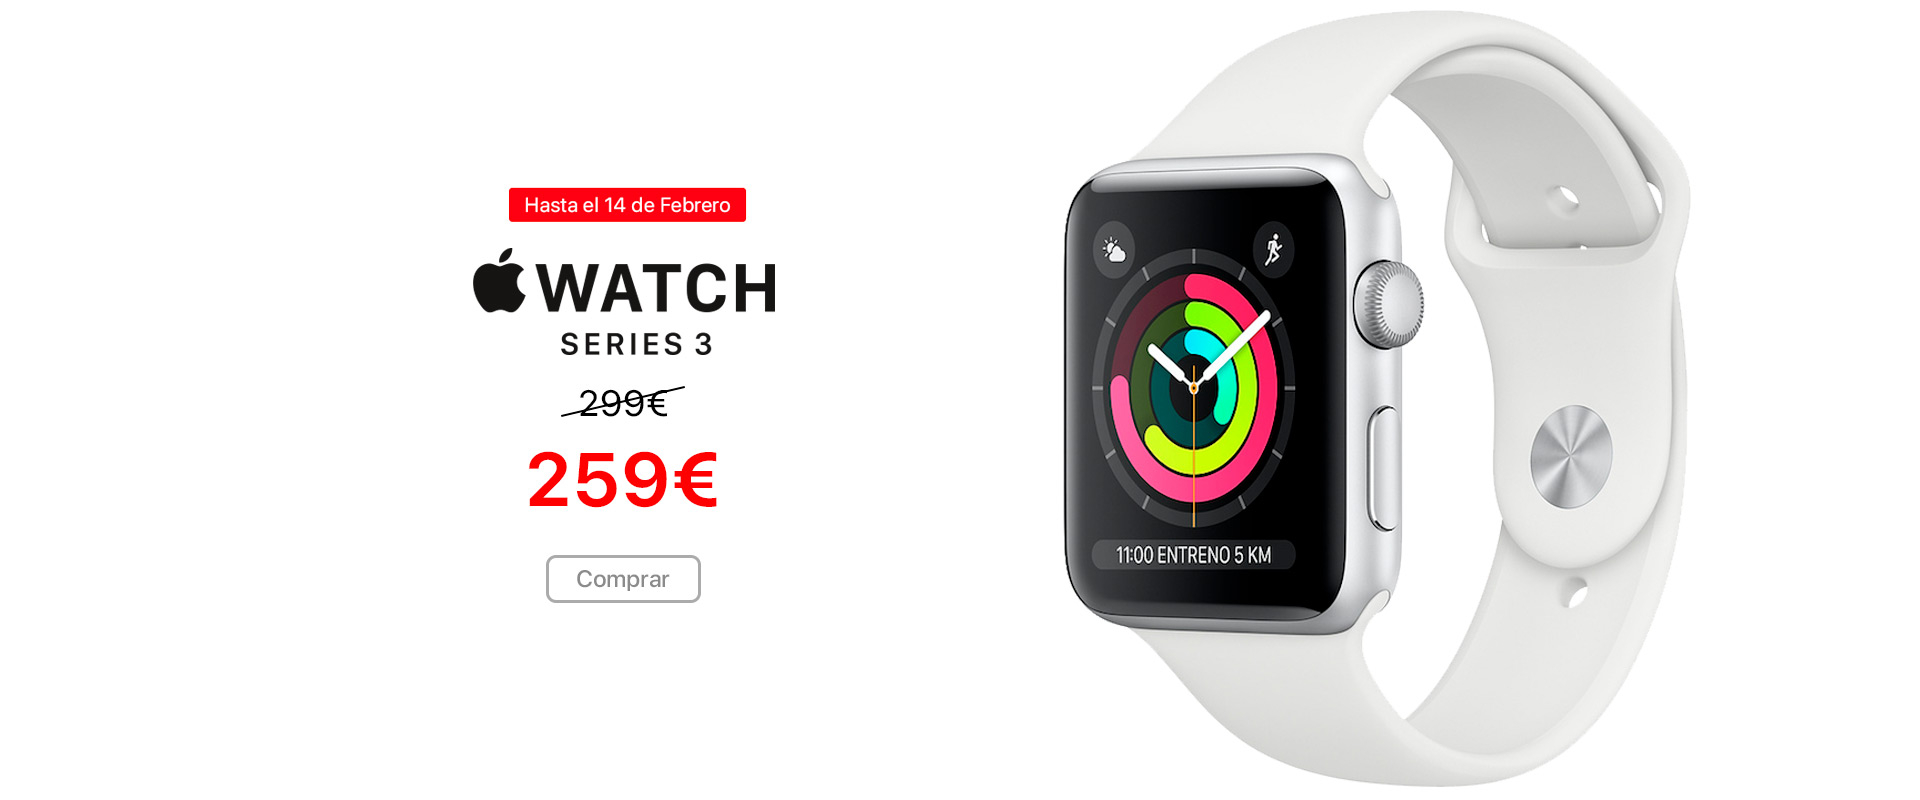 Hasta el 14 de Febrero
WATCH
SERIES 3
299€
259€
Comprar
11:00 ENTRENO 5 KM